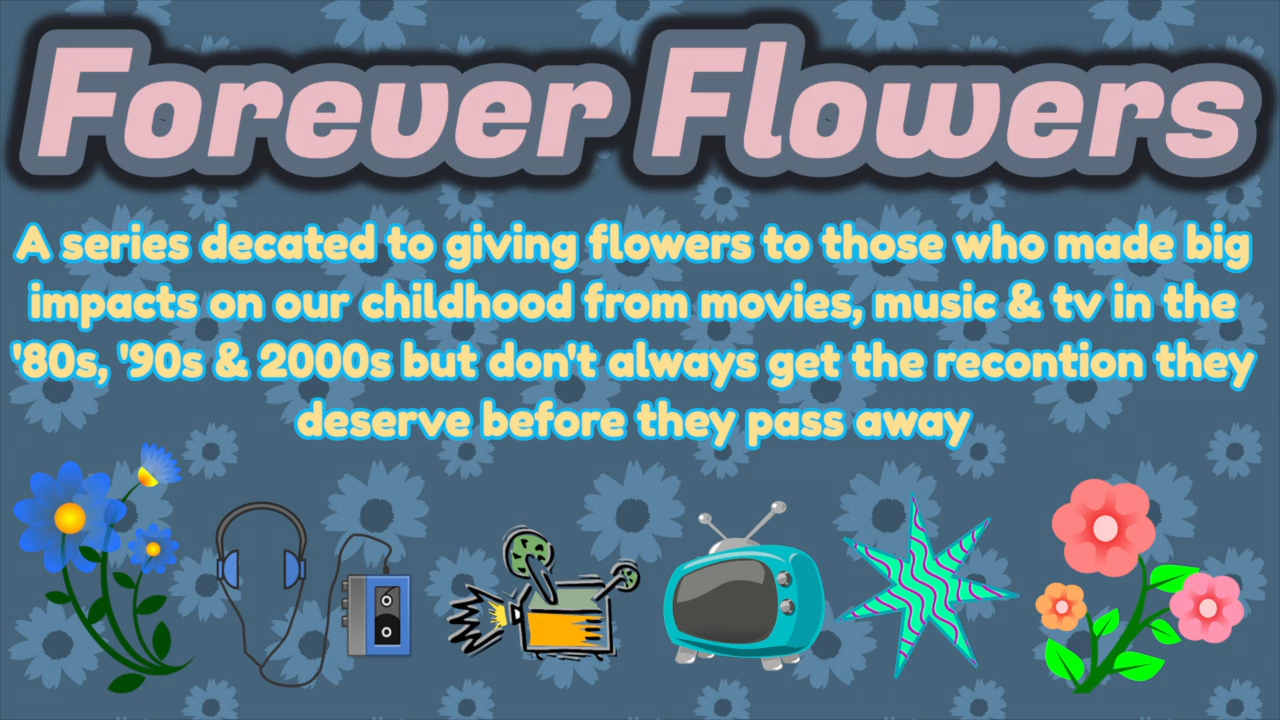 Forever Flowers
A series decated to giving flowers to those who made big
impacts on our childhood from movies, music & tv in the
'80s, '90s & 2000s but don't always get the recontion they
deserve before they pass away